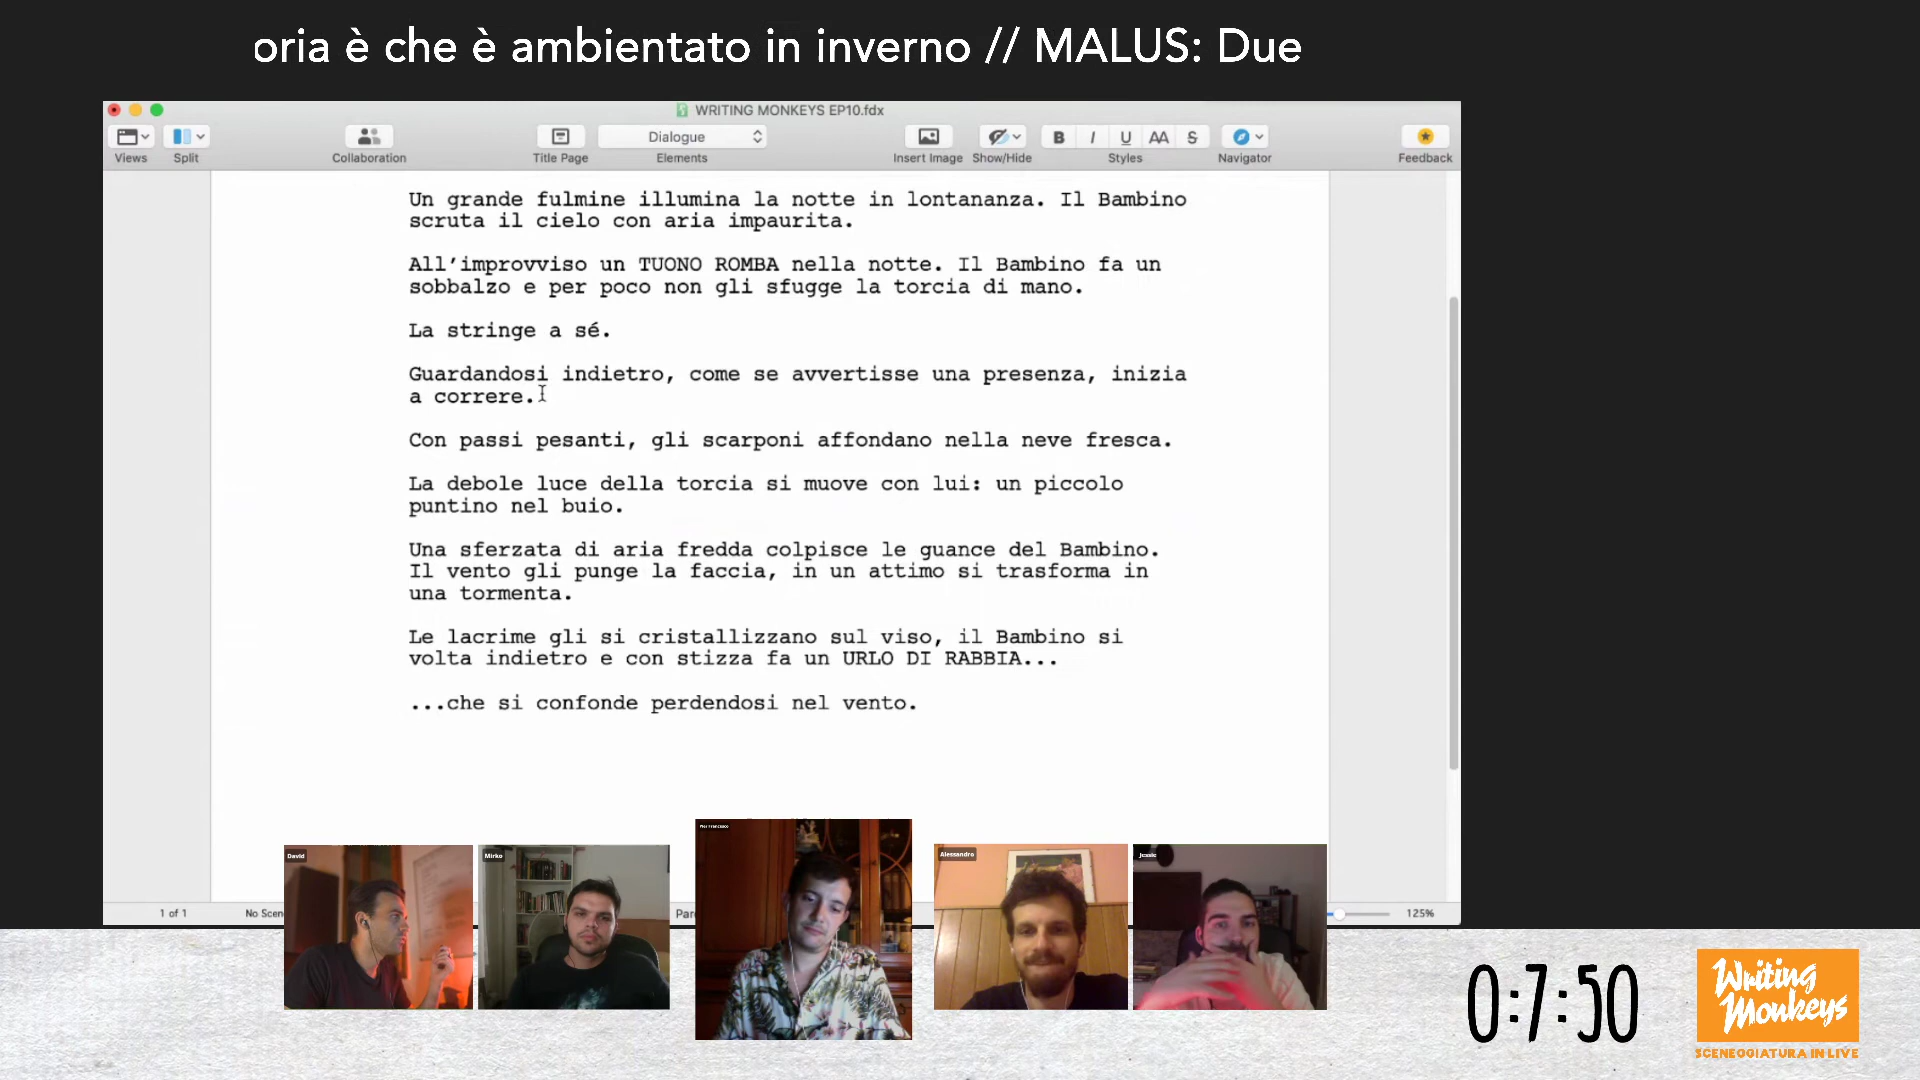 oria è che è ambientato in inverno // MALUS: Due
WRITING MONKEYS EP10.fdx
Views
Split
Collaboration
Title Page
Dialogue
Elements
Insert Image
Show/Hide
B I U AA S
Styles
Navigator
Feedback
Un grande fulmine illumina la notte in lontananza. Il Bambino
scruta il cielo con aria impaurita.
All’improvviso un TUONO ROMBA nella notte. Il Bambino fa un
sobbalzo e per poco non gli sfugge la torcia di mano.
La stringe a sé.
Guardandosi indietro, come se avvertisse una presenza, inizia
a correre.
Con passi pesanti, gli scarponi affondano nella neve fresca.
La debole luce della torcia si muove con lui: un piccolo
puntino nel buio.
Una sferzata di aria fredda colpisce le guance del Bambino.
Il vento gli punge la faccia, in un attimo si trasforma in
una tormenta.
Le lacrime gli si cristallizzano sul viso, il Bambino si
volta indietro e con stizza fa un URLO DI RABBIA...
...che si confonde perdendosi nel vento.
David
Mirko
Pier Francesco
Alessandro
Jessie
1 of 1
No Scen
Par
125%
0:7:50
Writing
Monkeys
SCENEGGIATURA IN LIVE